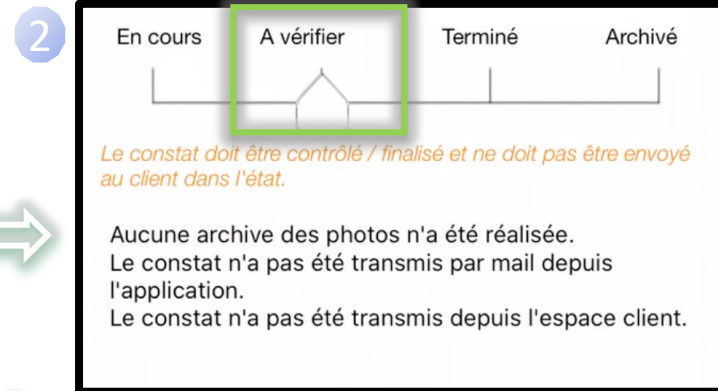 2
En cours A vérifier Terminé Archivé
Le constat doit être contrôlé / finalisé et ne doit pas être envoyé
au client dans l'état.
Aucune archive des photos n'a été réalisée.
Le constat n'a pas été transmis par mail depuis
l'application.
Le constat n'a pas été transmis depuis l'espace client.